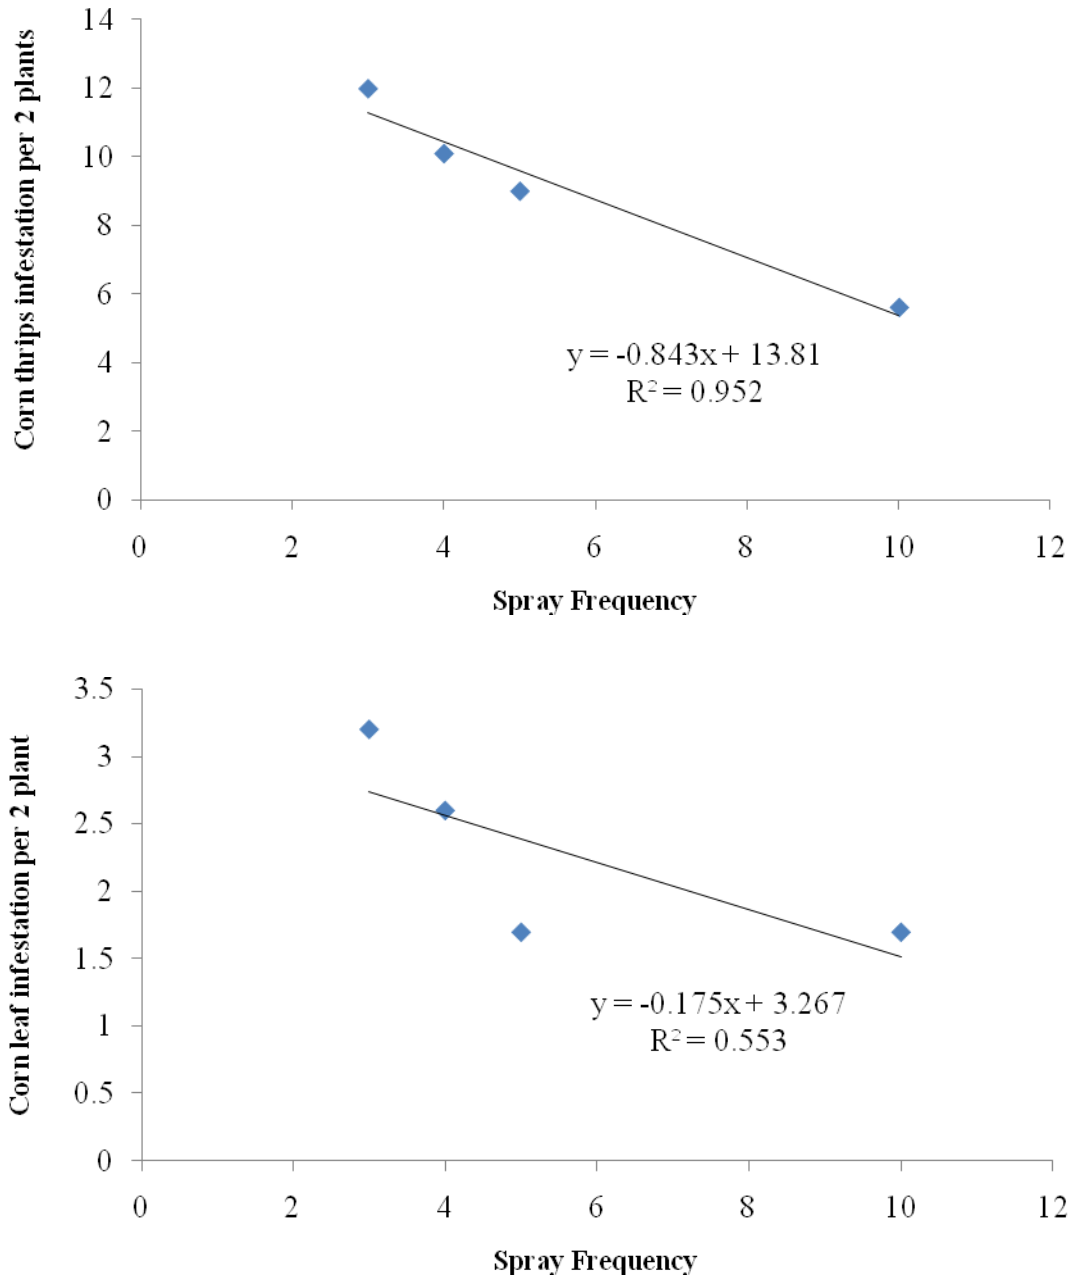 Corn thrips infestation per 2 plants
14
12
10
8
6
4
2
0
y = -0.843x + 13.81
R² = 0.952
0 2 4 6 8 10 12
Spray Frequency
Corn leaf infestation per 2 plant
3.5
3
2.5
2
1.5
1
0.5
0
y = -0.175x + 3.267
R² = 0.553
0 2 4 6 8 10 12
Spray Frequency